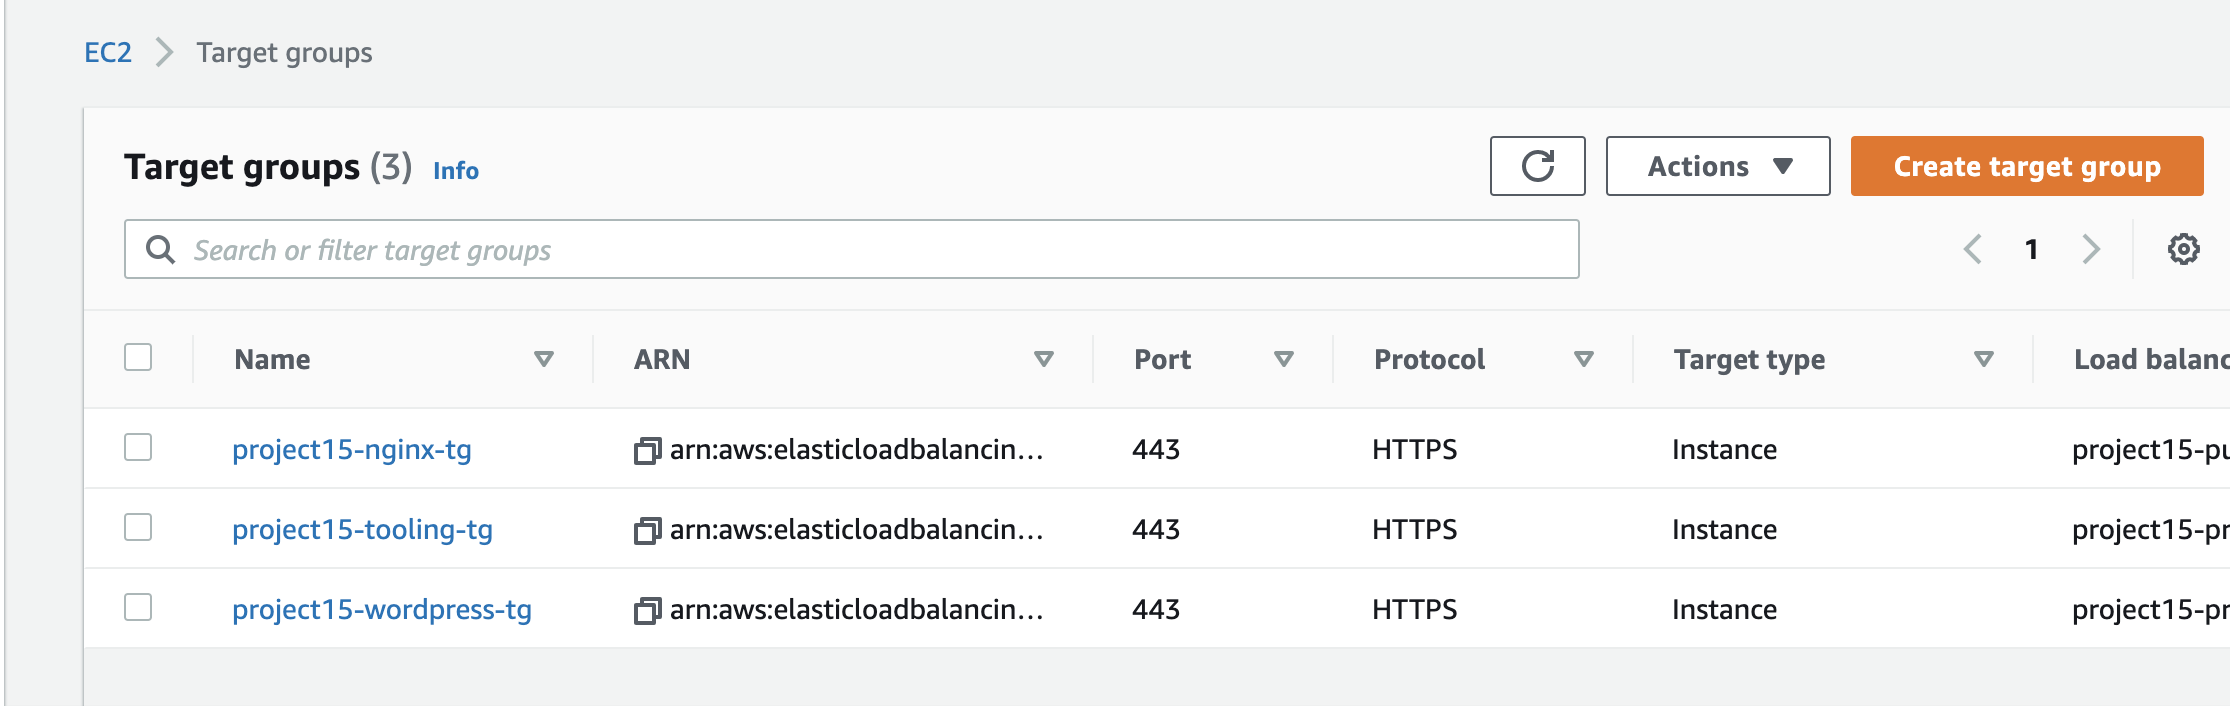 EC2 > Target groups
Target groups (3) Info
Actions
Create target group
Search or filter target groups
1
Name ARN Port Protocol Target type Load balanc
project15-nginx-tg arn:aws:elasticloadbalancin... 443 HTTPS Instance project15-pu
project15-tooling-tg arn:aws:elasticloadbalancin... 443 HTTPS Instance project15-pr
project15-wordpress-tg arn:aws:elasticloadbalancin... 443 HTTPS Instance project15-pr